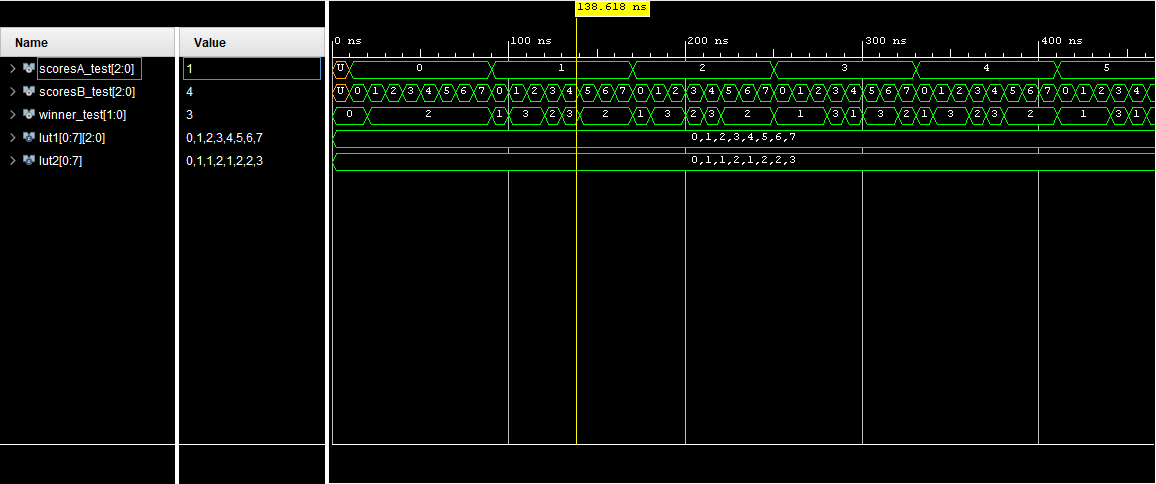 138.618 ns
Name Value 0 ns 100 ns 200 ns 300 ns 400 ns
scoresA_test[2:0] 1 U 0 1 2 3 4 5
scoresB_test[2:0] 4 U 0 1 2 3 4 5 6 7 0 1 2 3 4 5 6 7 0 1 2 3 4 5 6 7 0 1 2 3 4 5 6 7 0 1 2 3 4 5 6 7 0 1 2 3 4
winner_test[1:0] 3 0 2 1 3 2 3 2 1 3 2 3 2 1 3 1 3 2 1 3 2 3 2 1 3 1
lut1[0:7][2:0] 0,1,2,3,4,5,6,7 0,1,2,3,4,5,6,7
lut2[0:7] 0,1,1,2,1,2,2,3 0,1,1,2,1,2,2,3